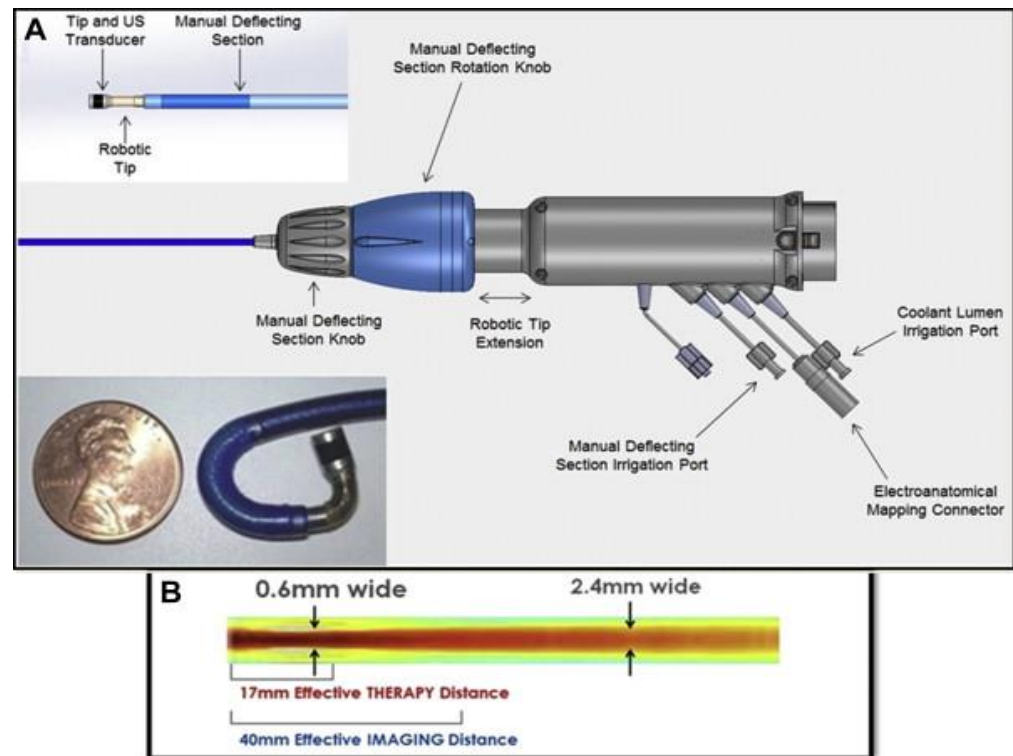 A
Tip and US
Transducer
Manual Deflecting
Section
Robotic
Tip
Manual Deflecting
Section Rotation Knob
Manual Deflecting
Section Knob
Robotic Tip
Extension
Coolant Lumen
Irrigation Port
Manual Deflecting
Section Irrigation Port
Electroanatomical
Mapping Connector
B
0.6mm wide
2.4mm wide
17mm Effective THERAPY Distance
40mm Effective IMAGING Distance